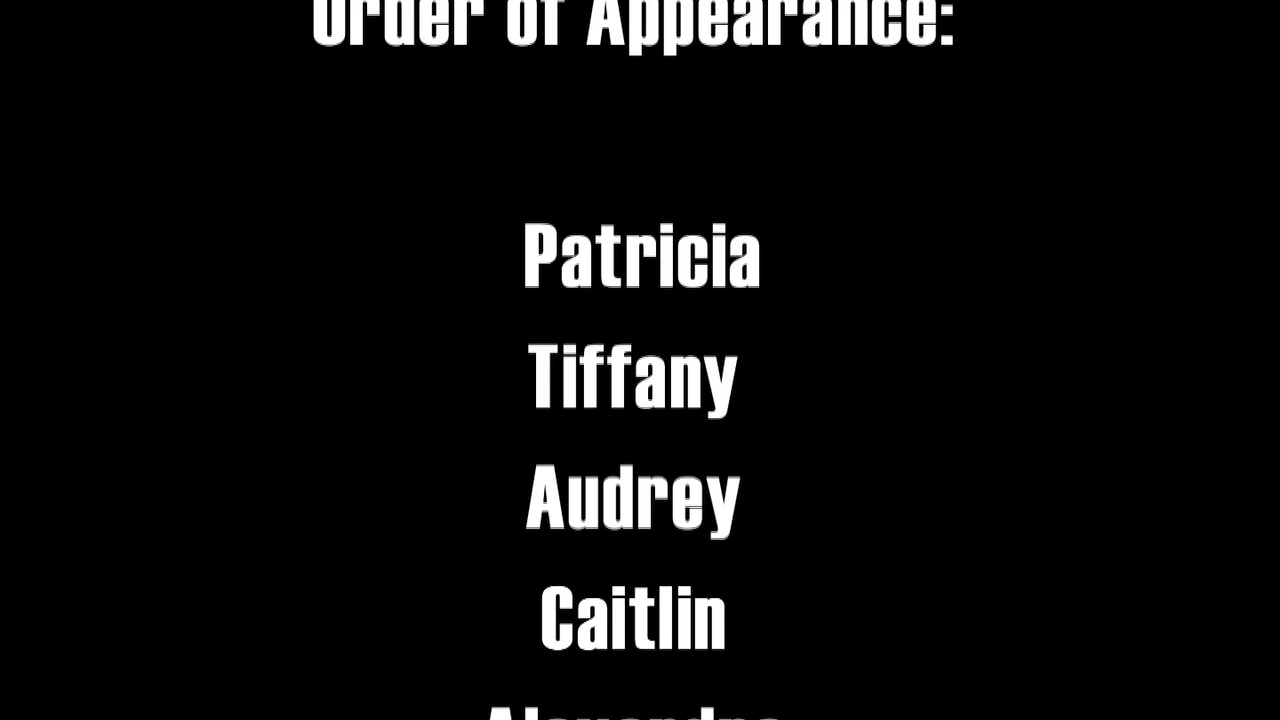 Order of Appearance:
Patricia
Tiffany
Audrey
Caitlin